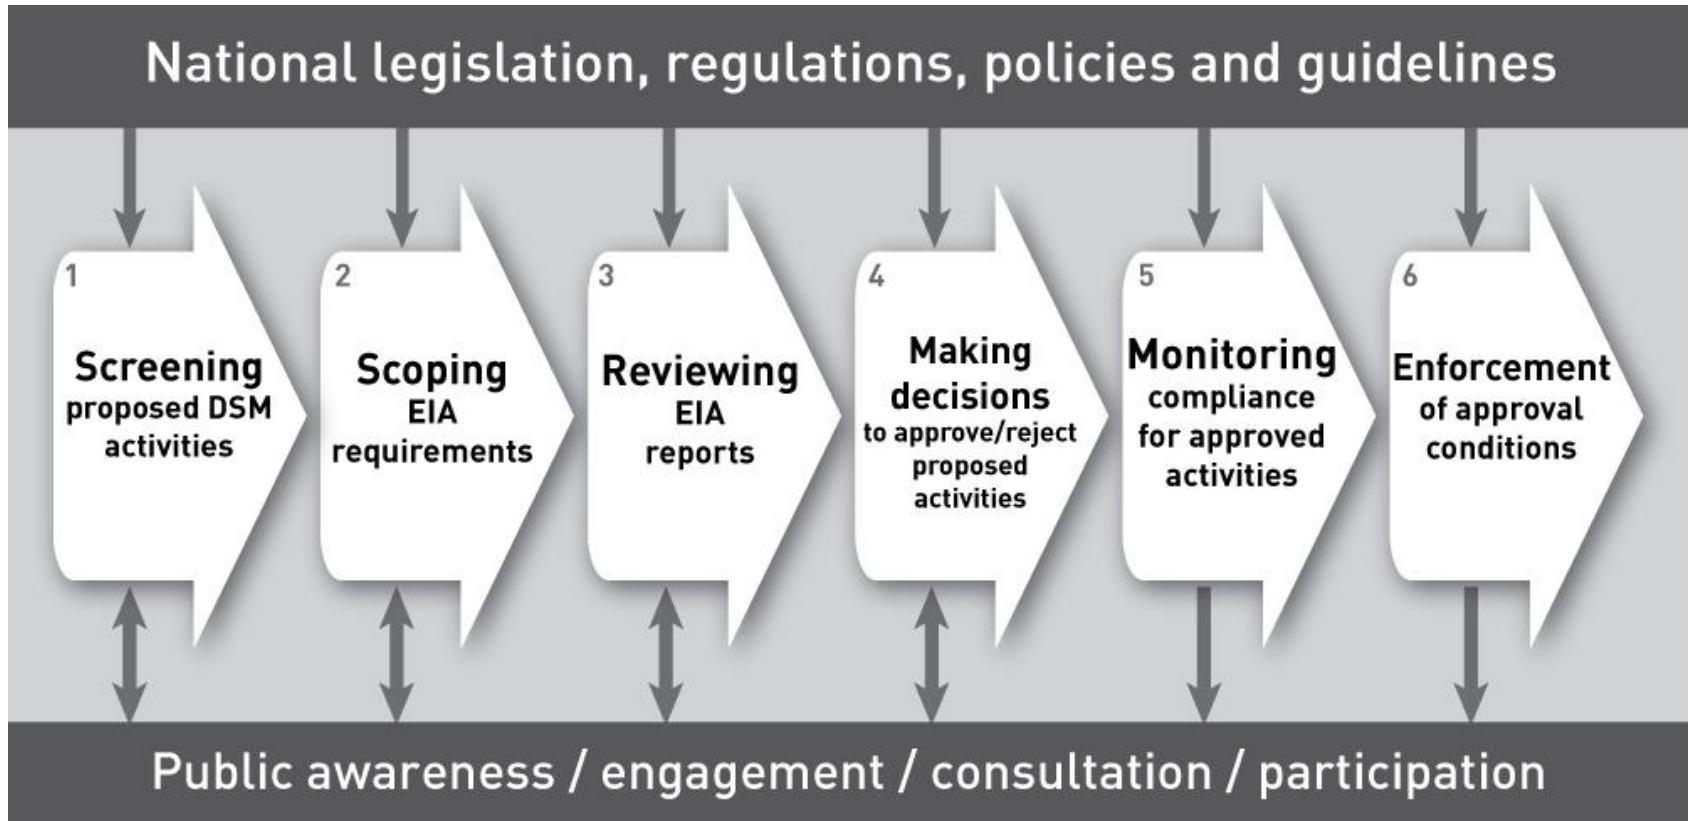 National legislation, regulations, policies and guidelines
1
Screening
proposed DSM
activities
2
Scoping
EIA
requirements
3
Reviewing
EIA
reports
4
Making
decisions
to approve/reject
proposed
activities
5
Monitoring
compliance
for approved
activities
6
Enforcement
of approval
conditions
Public awareness / engagement / consultation / participation